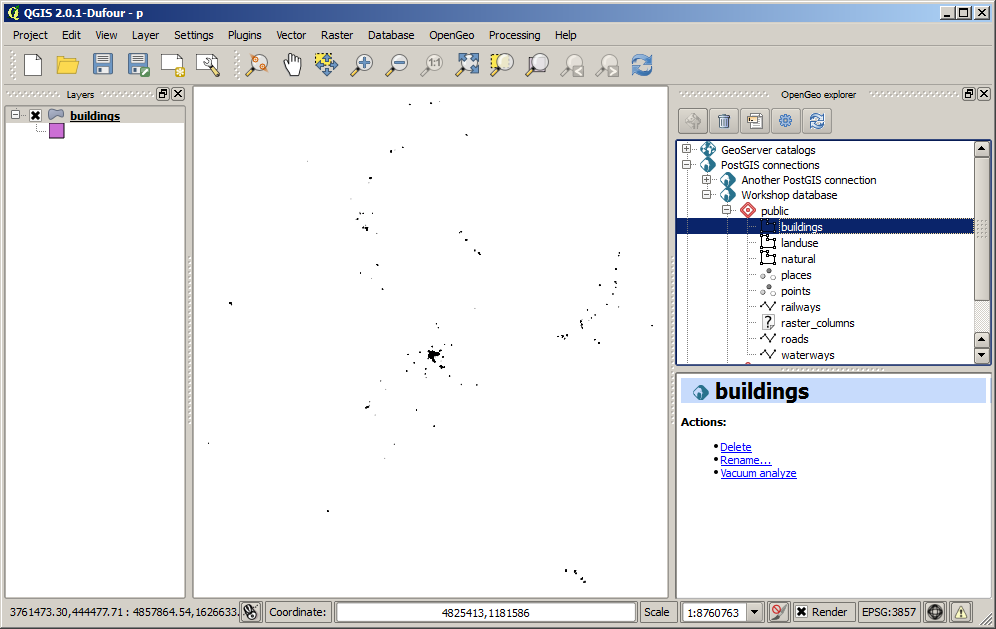 QGIS 2.0.1-Dufour - p
Project Edit View Layer Settings Plugins Vector Raster Database OpenGeo Processing Help
1:1
Layers
buildings
OpenGeo explorer
GeoServer catalogs
PostGIS connections
Another PostGIS connection
Workshop database
public
buildings
landuse
natural
places
points
railways
? raster_columns
roads
waterways
buildings
Actions:
Delete
Rename...
Vacuum analyze
3761473.30,444477.71 : 4857864.54,1626633. Coordinate: 4825413,1181586 Scale 1:8760763 Render EPSG:3857